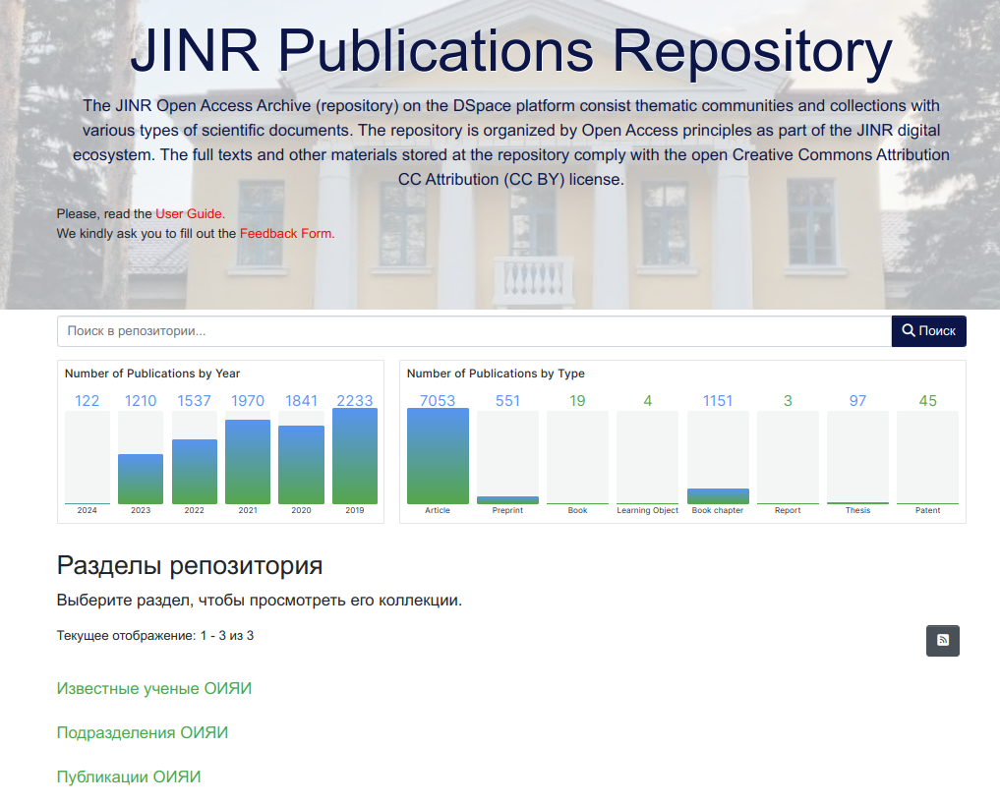 JINR Publications Repository
The JINR Open Access Archive (repository) on the DSpace platform consist thematic communities and collections with
various types of scientific documents. The repository is organized by Open Access principles as part of the JINR digital
ecosystem. The full texts and other materials stored at the repository comply with the open Creative Commons Attribution
CC Attribution (CC BY) license.
Please, read the User Guide.
We kindly ask you to fill out the Feedback Form.
Поиск в репозитории...
Поиск
Number of Publications by Year
122 1210 1537 1970 1841 2233
2024 2023 2022 2021 2020 2019
Number of Publications by Type
7053 551 19 4 1151 3 97 45
Article Preprint Book Learning Object Book chapter Report Thesis Patent
Разделы репозитория
Выберите раздел, чтобы просмотреть его коллекции.
Текущее отображение: 1 - 3 из 3
Известные ученые ОИЯИ
Подразделения ОИЯИ
Публикации ОИЯИ